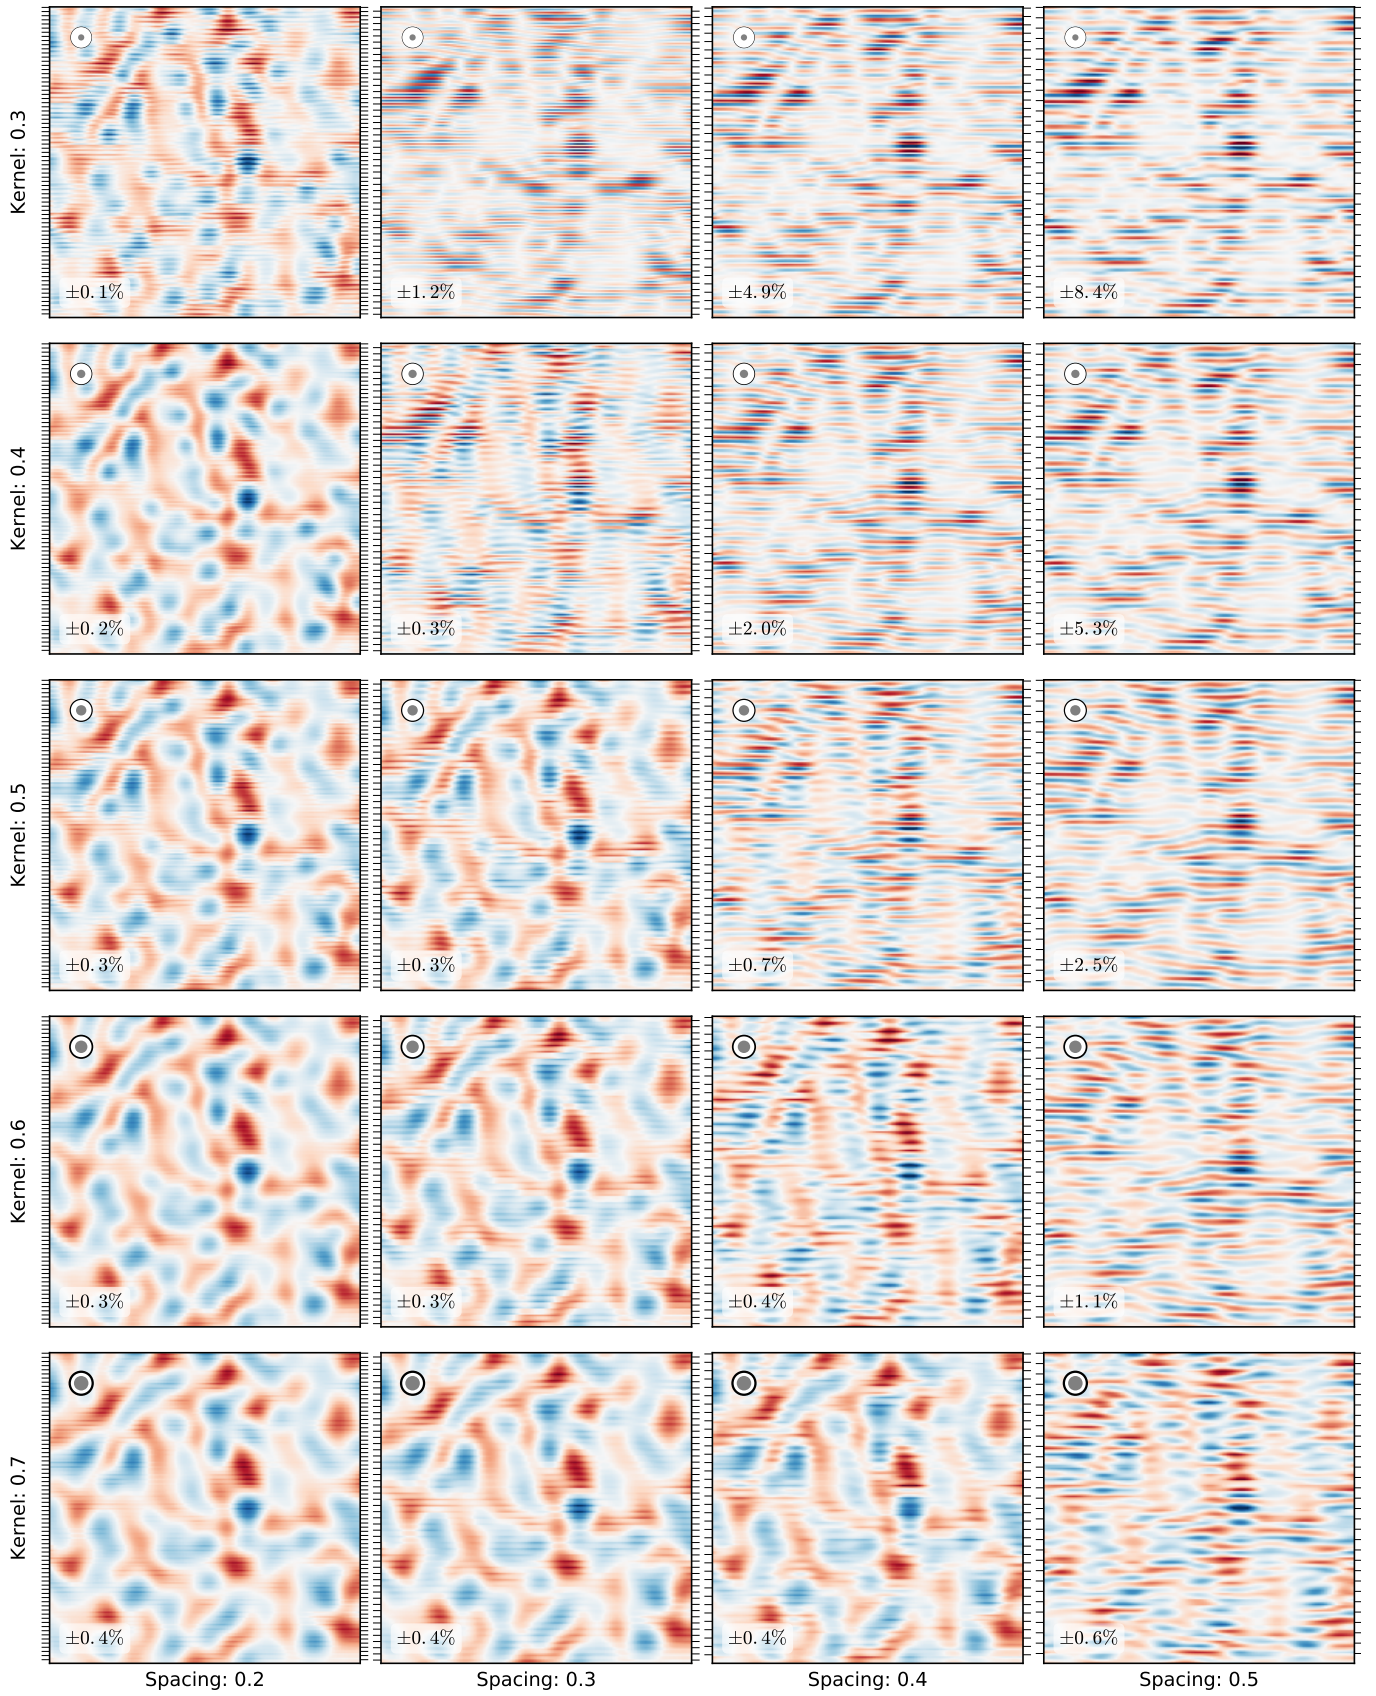 Kernel: 0.3
±0.1%
±1.2%
±4.9%
±8.4%
Kernel: 0.4
±0.2%
±0.3%
±2.0%
±5.3%
Kernel: 0.5
±0.3%
±0.3%
±0.7%
±2.5%
Kernel: 0.6
±0.3%
±0.3%
±0.4%
±1.1%
Kernel: 0.7
±0.4%
±0.4%
±0.4%
±0.6%
Spacing: 0.2
Spacing: 0.3
Spacing: 0.4
Spacing: 0.5